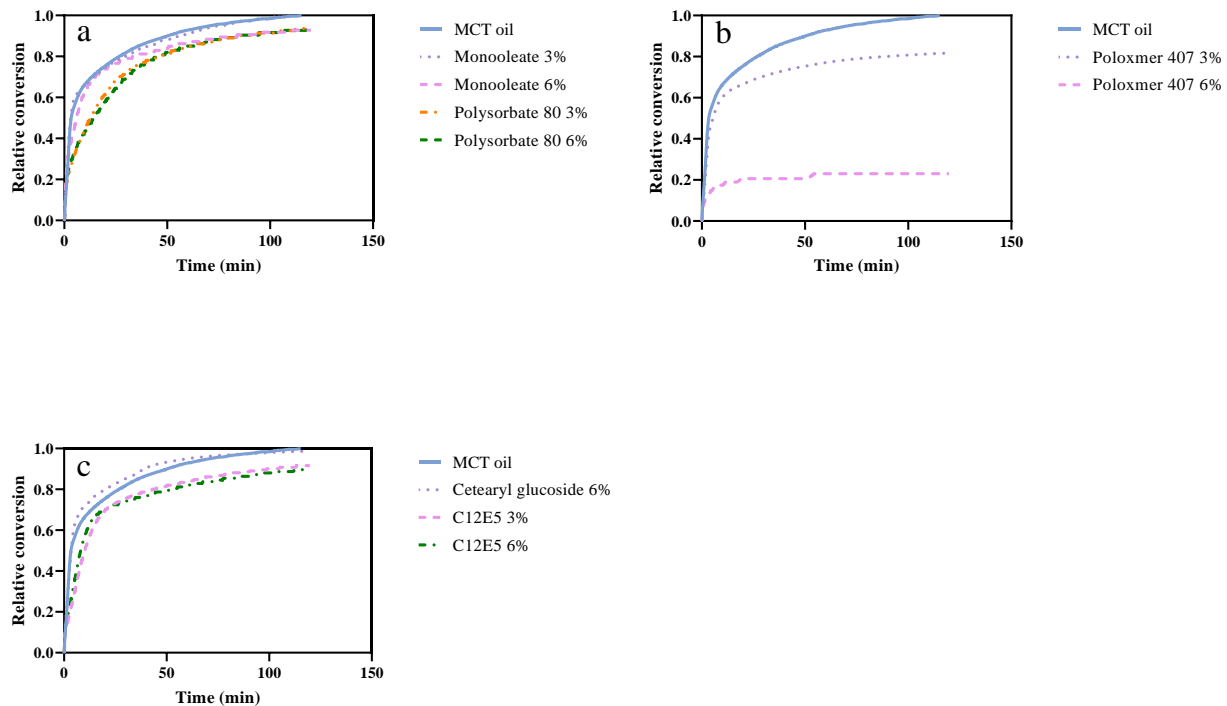 a
1.0
0.8
0.6
0.4
0.2
0.0
0 50 100 150
Relative conversion
Time (min)
MCT oil
Monooleate 3%
Monooleate 6%
Polysorbate 80 3%
Polysorbate 80 6%
b
1.0
0.8
0.6
0.4
0.2
0.0
0 50 100 150
Relative conversion
Time (min)
MCT oil
Poloxmer 407 3%
Poloxmer 407 6%
c
1.0
0.8
0.6
0.4
0.2
0.0
0 50 100 150
Relative conversion
Time (min)
MCT oil
Cetearyl glucoside 6%
C12E5 3%
C12E5 6%